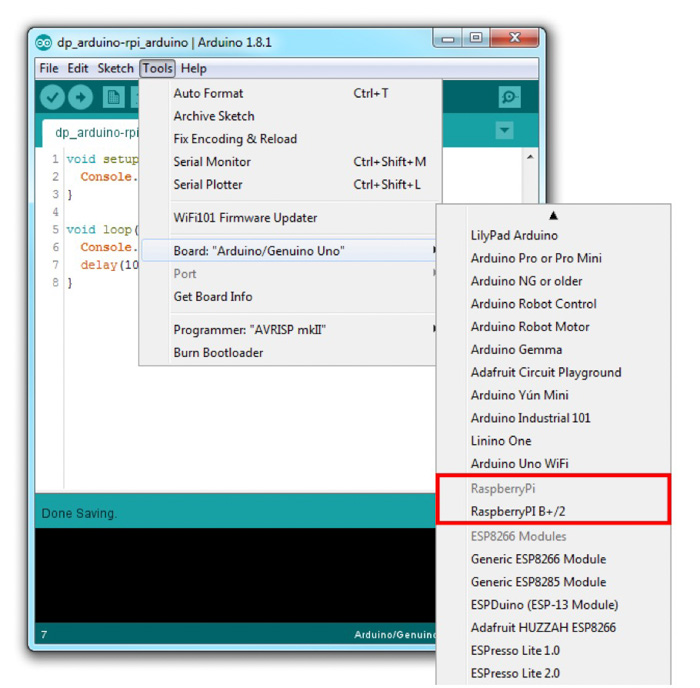 dp_arduino-rpi_arduino | Arduino 1.8.1
File Edit Sketch Tools Help
Auto Format Ctrl+T
Archive Sketch
dp_arduino-rpi
Fix Encoding & Reload
1 void setup
Serial Monitor Ctrl+Shift+M
2 Console.
Serial Plotter Ctrl+Shift+L
3 }
4
WiFi101 Firmware Updater
5 void loop(
6 Console.
Board: "Arduino/Genuino Uno"
7 delay(10
Port
8 }
Get Board Info
Programmer: "AVRISP mkII"
Burn Bootloader
LilyPad Arduino
Arduino Pro or Pro Mini
Arduino NG or older
Arduino Robot Control
Arduino Robot Motor
Arduino Gemma
Adafruit Circuit Playground
Arduino Yún Mini
Arduino Industrial 101
Linino One
Arduino Uno WiFi
RaspberryPi
RaspberryPI B+/2
ESP8266 Modules
Generic ESP8266 Module
Generic ESP8285 Module
ESPDuino (ESP-13 Module)
Adafruit HUZZAH ESP8266
ESPresso Lite 1.0
ESPresso Lite 2.0
Done Saving.
7 Arduino/Genuino